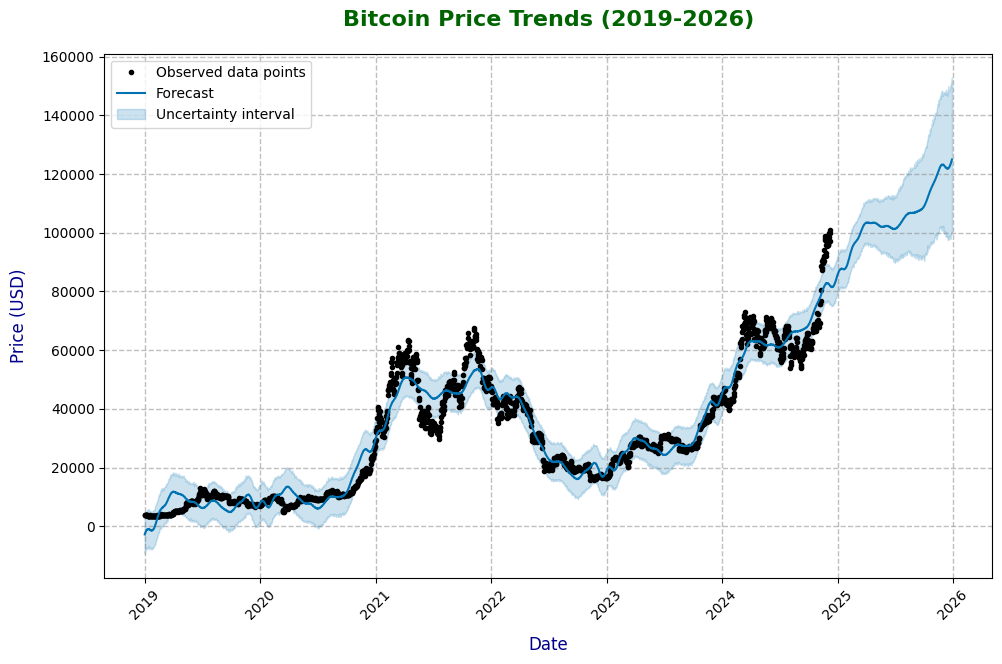 Bitcoin Price Trends (2019-2026)
Observed data points
Forecast
Uncertainty interval
Price (USD)
160000
140000
120000
100000
80000
60000
40000
20000
0
2019
2020
2021
2022
2023
2024
2025
2026
Date